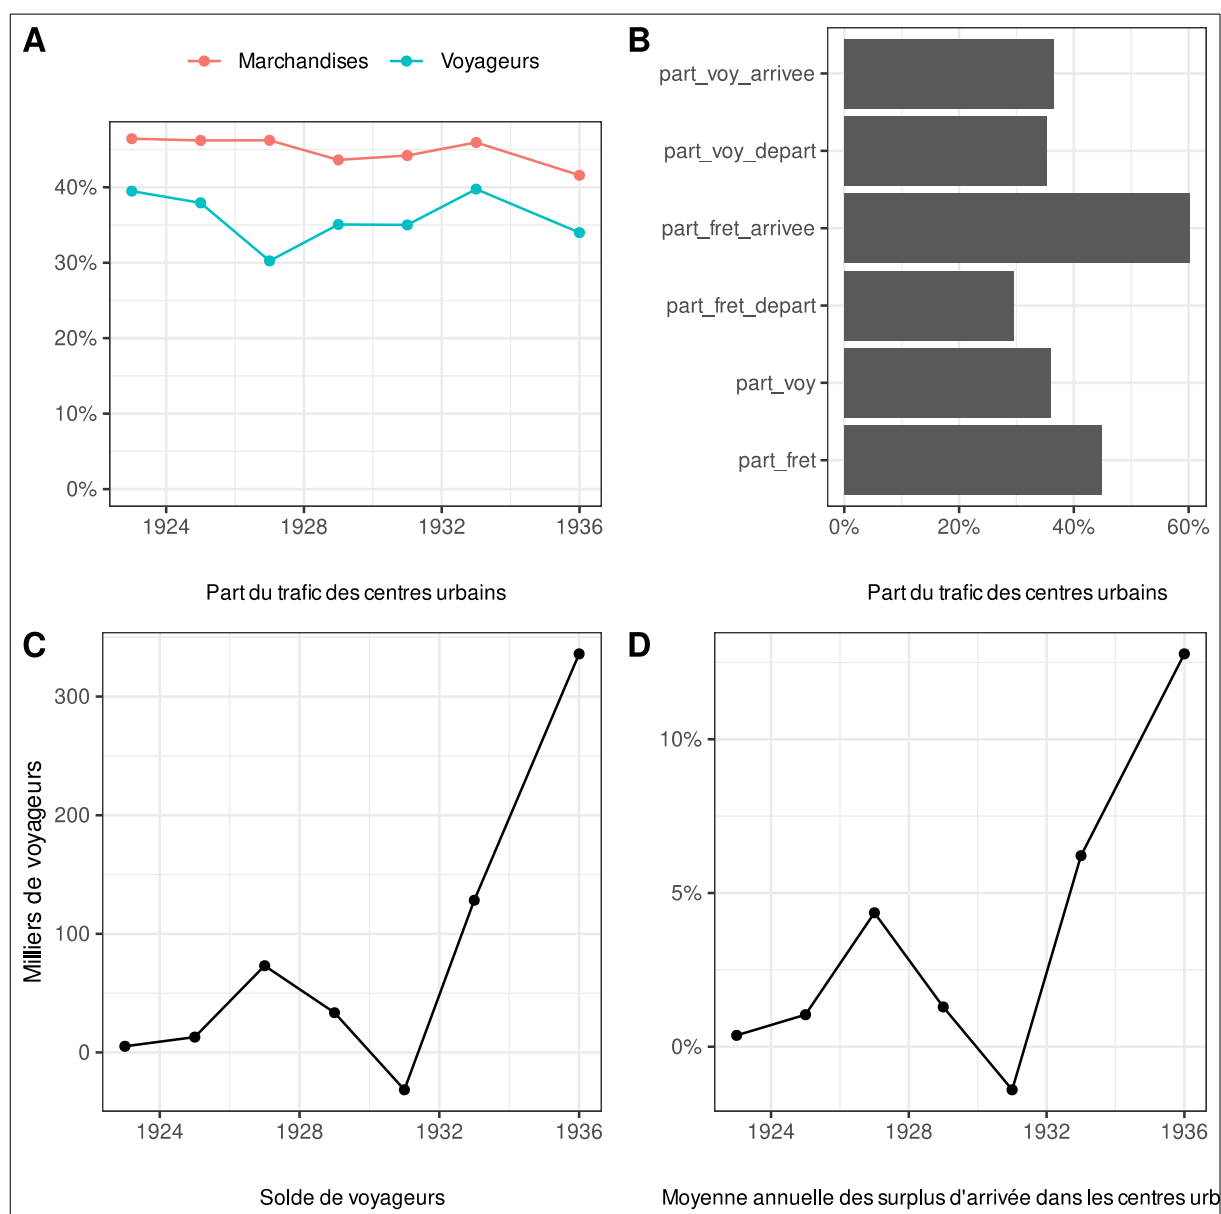 A
Marchandises Voyageurs
40%
30%
20%
10%
0%
1924 1928 1932 1936
Part du trafic des centres urbains
B
part_voy_arrivee
part_voy_depart
part_fret_arrivee
part_fret_depart
part_voy
part_fret
0% 20% 40% 60%
Part du trafic des centres urbains
C
Milliers de voyageurs
300
200
100
0
1924 1928 1932 1936
Solde de voyageurs
D
10%
5%
0%
1924 1928 1932 1936
Moyenne annuelle des surplus d'arrivée dans les centres urb